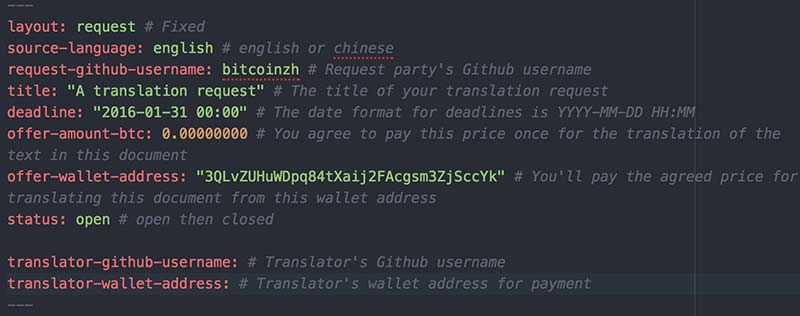 ---
layout: request # Fixed
source-language: english # english or chinese
request-github-username: bitcoinzh # Request party's Github username
title: "A translation request" # The title of your translation request
deadline: "2016-01-31 00:00" # The date format for deadlines is YYYY-MM-DD HH:MM
offer-amount-btc: 0.00000000 # You agree to pay this price once for the translation of the
text in this document
offer-wallet-address: "3QLvZUHuWDpq84tXaij2FAcgsm3ZjSccYk" # You'll pay the agreed price for
translating this document from this wallet address
status: open # open then closed

translator-github-username: # Translator's Github username
translator-wallet-address: # Translator's wallet address for payment
---